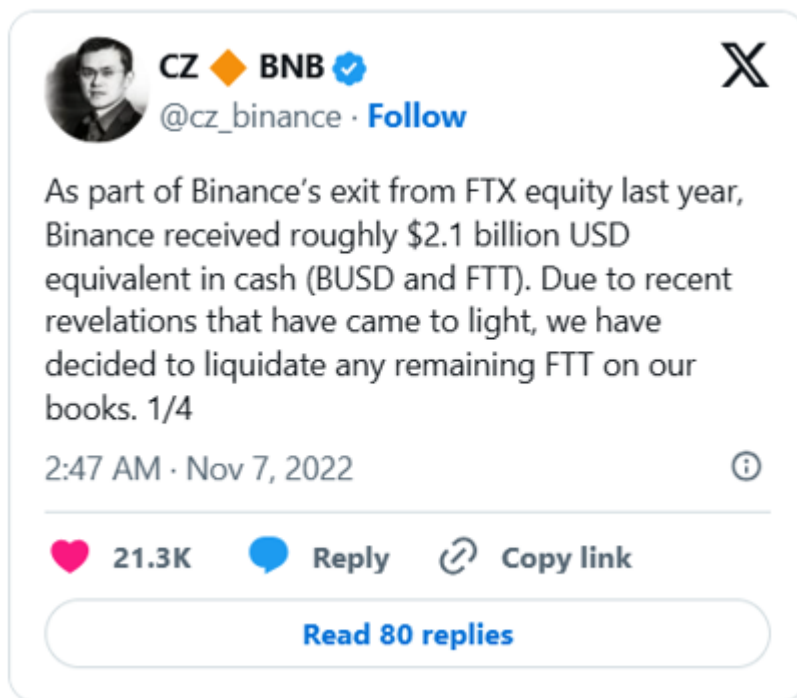 CZ 🔶 BNB
@cz_binance · Follow
As part of Binance’s exit from FTX equity last year,
Binance received roughly $2.1 billion USD
equivalent in cash (BUSD and FTT). Due to recent
revelations that have came to light, we have
decided to liquidate any remaining FTT on our
books. 1/4
2:47 AM · Nov 7, 2022
21.3K Reply Copy link
Read 80 replies